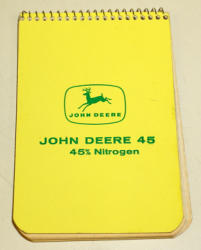 JOHN DEERE
JOHN DEERE 45
45% Nitrogen